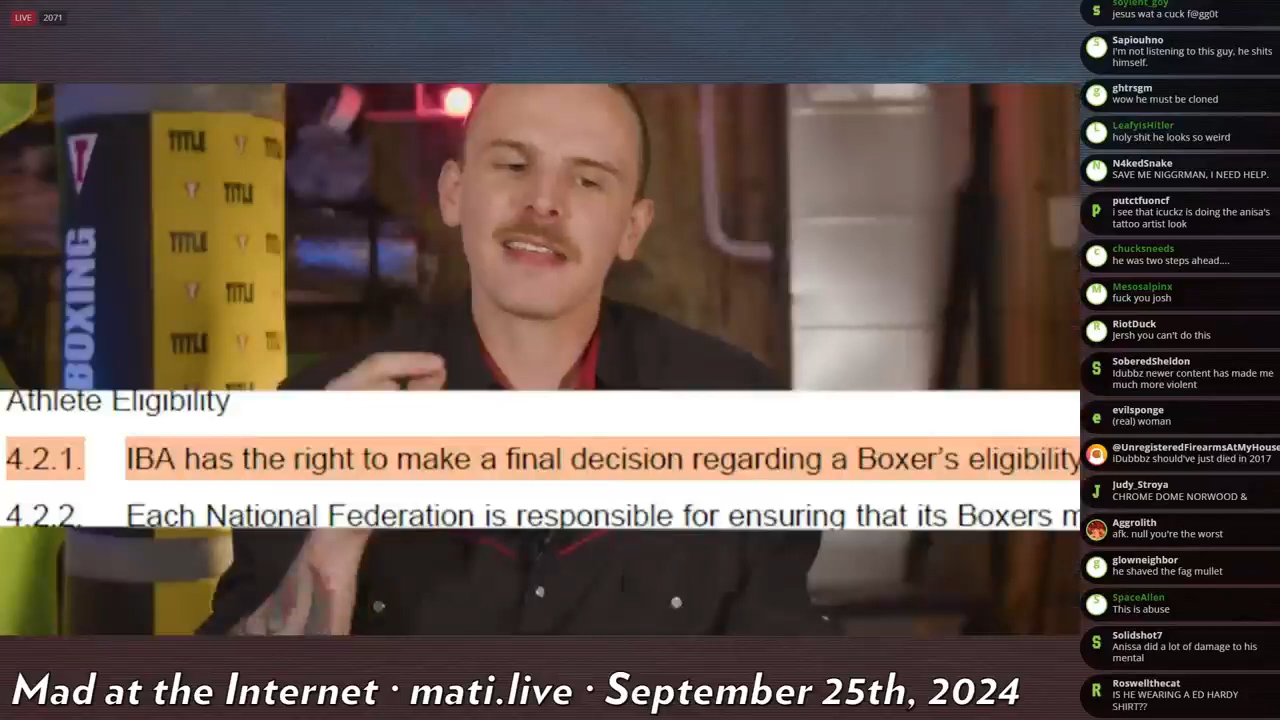 LIVE 2071
TITLE
TITLE
TITLE
TITLE
TITLE
BOXING
Athlete Eligibility
4.2.1. IBA has the right to make a final decision regarding a Boxer's eligibility
4.2.2. Each National Federation is responsible for ensuring that its Boxers m
Mad at the Internet · mati.live · September 25th, 2024
soylent_goy
jesus wat a cuck f@gg0t
Sapiouhno
I'm not listening to this guy, he shits
himself.
ghtrsgm
wow he must be cloned
LeafyIsHitler
holy shit he looks so weird
N4kedSnake
SAVE ME NIGGRMAN, I NEED HELP.
putctfuoncf
i see that icuckz is doing the anisa's
tattoo artist look
chucksneeds
he was two steps ahead....
Mesosalpinx
fuck you josh
RiotDuck
Jersh you can't do this
SoberedSheldon
Idubbz newer content has made me
much more violent
evilsponge
(real) woman
@UnregisteredFirearmsAtMyHouse
iDubbbz should've just died in 2017
Judy_Stroya
CHROME DOME NORWOOD &
Aggrolith
afk. null you're the worst
glowneighbor
he shaved the fag mullet
SpaceAllen
This is abuse
Solidshot7
Anissa did a lot of damage to his
mental
Roswellthecat
IS HE WEARING A ED HARDY
SHIRT??